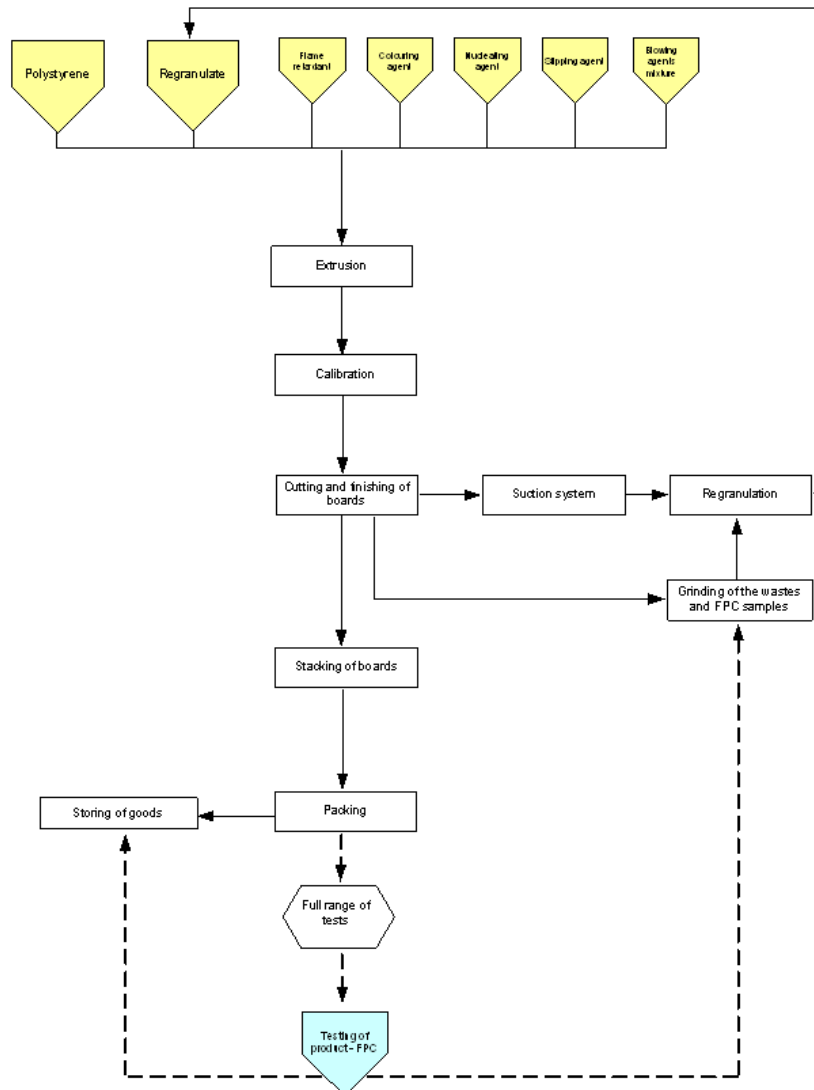 Polystyrene
Regranulate
Flame
retardant
Colouring
agent
Nucleating
agent
Slipping agent
Blowing
agents
mixture
Extrusion
Calibration
Cutting and finishing of
boards
Suction system
Regranulation
Grinding of the wastes
and FPC samples
Stacking of boards
Storing of goods
Packing
Full range of
tests
Testing of
product - FPC